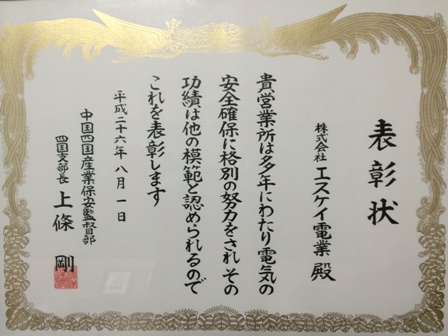 表彰状
株式会社 エスケイ電業 殿
貴営業所は多年にわたり電気の
安全確保に格別の努力をされ その
功績は他の模範と認められるので
これを表彰します
平成二十六年八月一日
中国四国産業保安監督部
四国支部長 上條 剛